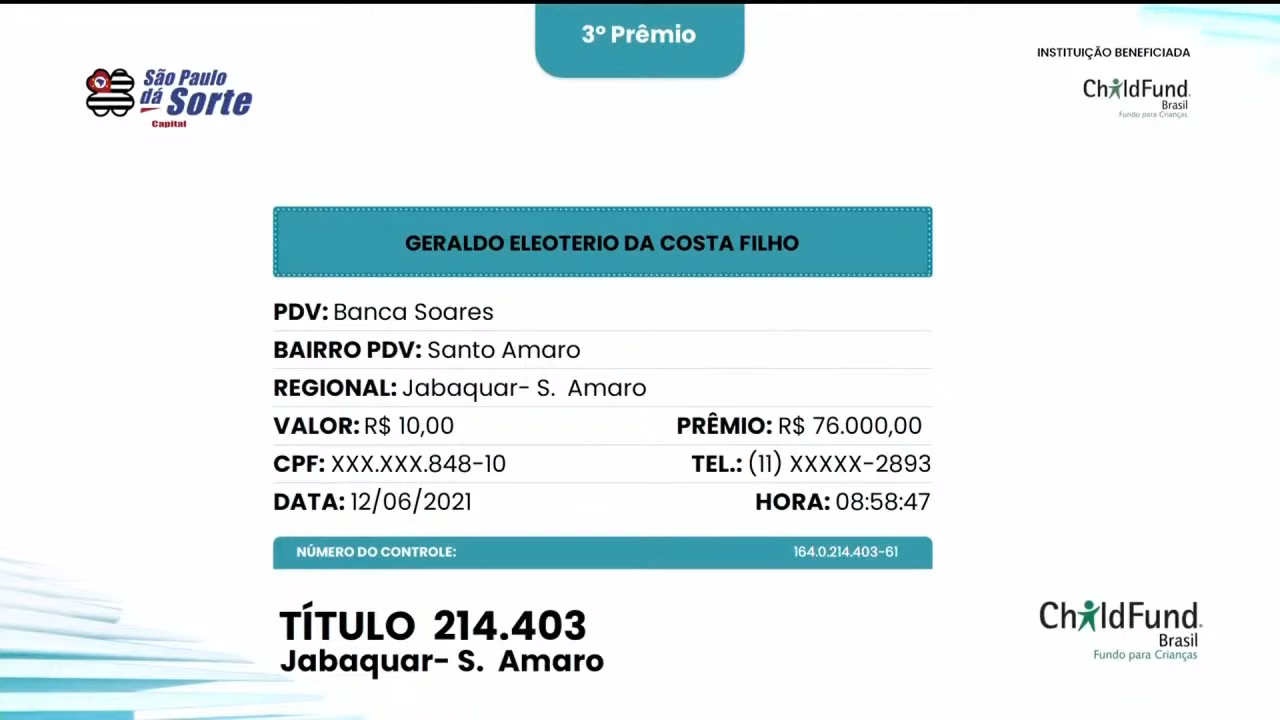 3º Prêmio
INSTITUIÇÃO BENEFICIADA
São Paulo
dá Sorte
Capital
ChildFund
Brasil
Fundo para Crianças
GERALDO ELEOTERIO DA COSTA FILHO
PDV: Banca Soares
BAIRRO PDV: Santo Amaro
REGIONAL: Jabaquar- S. Amaro
VALOR: R$ 10,00 PRÊMIO: R$ 76.000,00
CPF: XXX.XXX.848-10 TEL.: (11) XXXXX-2893
DATA: 12/06/2021 HORA: 08:58:47
NÚMERO DO CONTROLE: 164.0.214.403-61
TÍTULO 214.403
Jabaquar- S. Amaro
ChildFund
Brasil
Fundo para Crianças